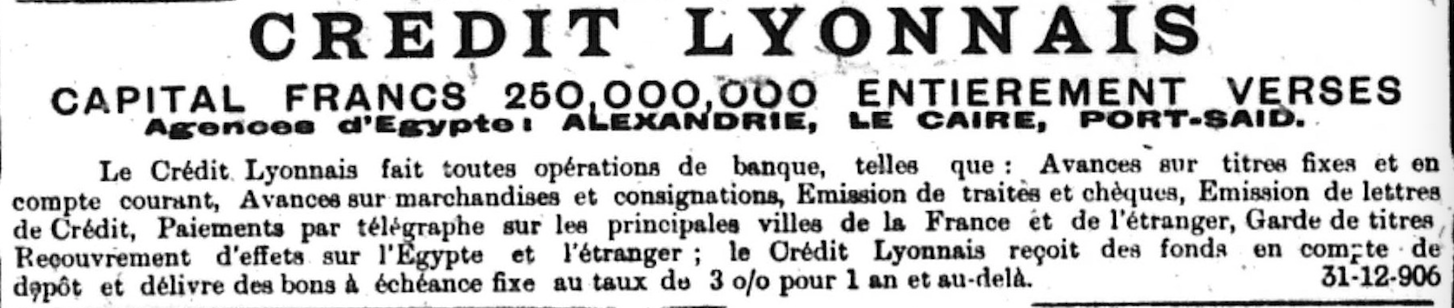 CREDIT LYONNAIS
CAPITAL FRANCS 250,000,000 ENTIEREMENT VERSES
Agences d'Egypte: ALEXANDRIE, LE CAIRE, PORT-SAID.
Le Crédit Lyonnais fait toutes opérations de banque, telles que : Avances sur titres fixes et en
compte courant, Avances sur marchandises et consignations, Emission de traites et chèques, Emission de lettres
de Crédit, Paiements par télégraphe sur les principales villes de la France et de l'étranger, Garde de titres,
Recouvrement d'effets sur l'Egypte et l'étranger ; le Crédit Lyonnais reçoit des fonds en compte de
dépôt et délivre des bons à échéance fixe au taux de 3 o/o pour 1 an et au-delà. 31-12-906